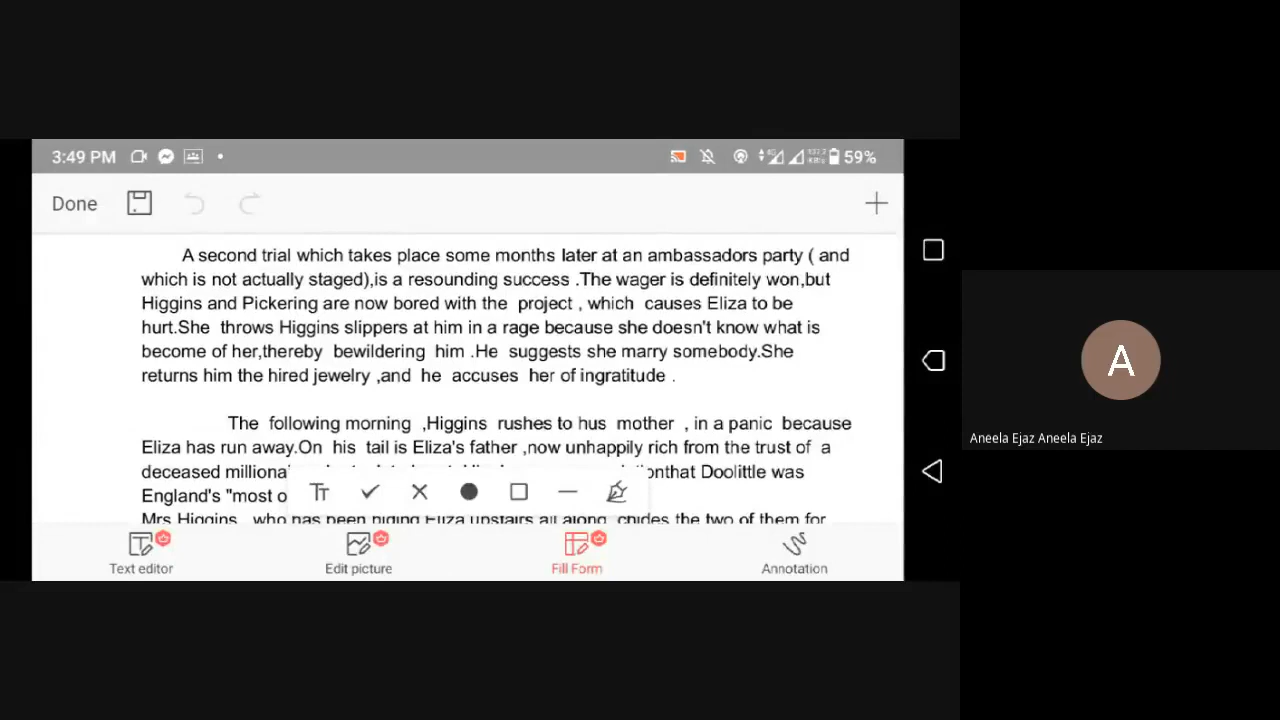 3:49 PM 59%
Done
A second trial which takes place some months later at an ambassadors party ( and
which is not actually staged),is a resounding success .The wager is definitely won,but
Higgins and Pickering are now bored with the project , which causes Eliza to be
hurt.She throws Higgins slippers at him in a rage because she doesn't know what is
become of her,thereby bewildering him .He suggests she marry somebody.She
returns him the hired jewelry ,and he accuses her of ingratitude .
The following morning ,Higgins rushes to hus mother , in a panic because
Eliza has run away.On his tail is Eliza's father ,now unhappily rich from the trust of a
deceased that Doolittle was
England's "most
Mrs Higgins , who has been hiding Eliza upstairs all along chides the two of them for
Text editor Edit picture Fill Form Annotation
A
Aneela Ejaz Aneela Ejaz